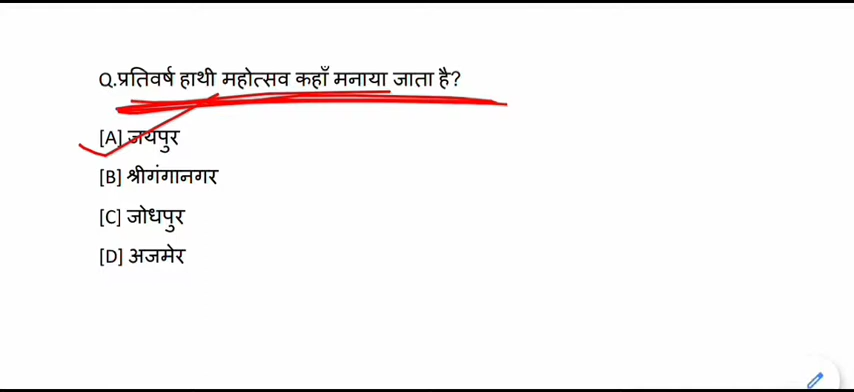 Q.प्रतिवर्ष हाथी महोत्सव कहाँ मनाया जाता है?
[A] जयपुर
[B] श्रीगंगानगर
[C] जोधपुर
[D] अजमेर